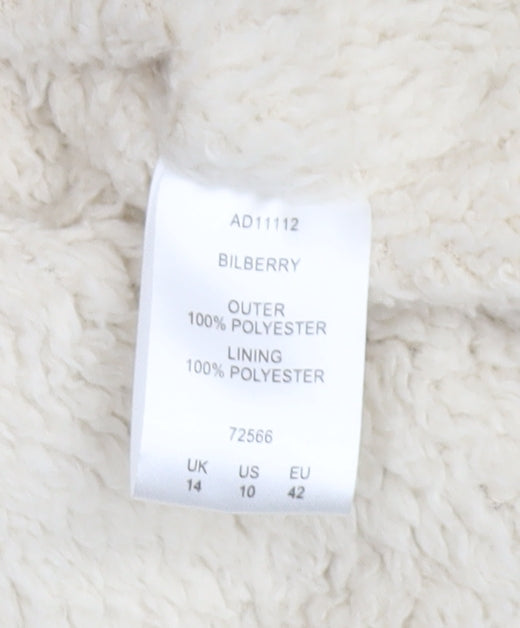 AD11112
BILBERRY
OUTER
100% POLYESTER
LINING
100% POLYESTER
72566
UK US EU
14 10 42